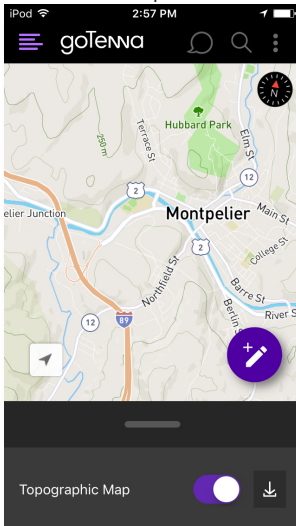 iPod 2:57 PM
goTenna
N
Hubbard Park
Terrace St
Elm St
250 m
12
2
elier Junction
Montpelier
Main St
2
College St
Northfield St
Barre St
Berlin St
River S
89
12
Topographic Map